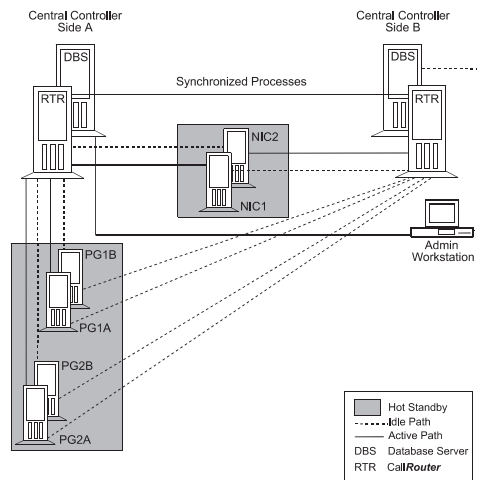 Central Controller
Side A
Central Controller
Side B
DBS
DBS
Synchronized Processes
RTR
RTR
NIC2
NIC1
Admin
Workstation
PG1B
PG1A
PG2B
PG2A
Hot Standby
Idle Path
Active Path
DBS Database Server
RTR CallRouter